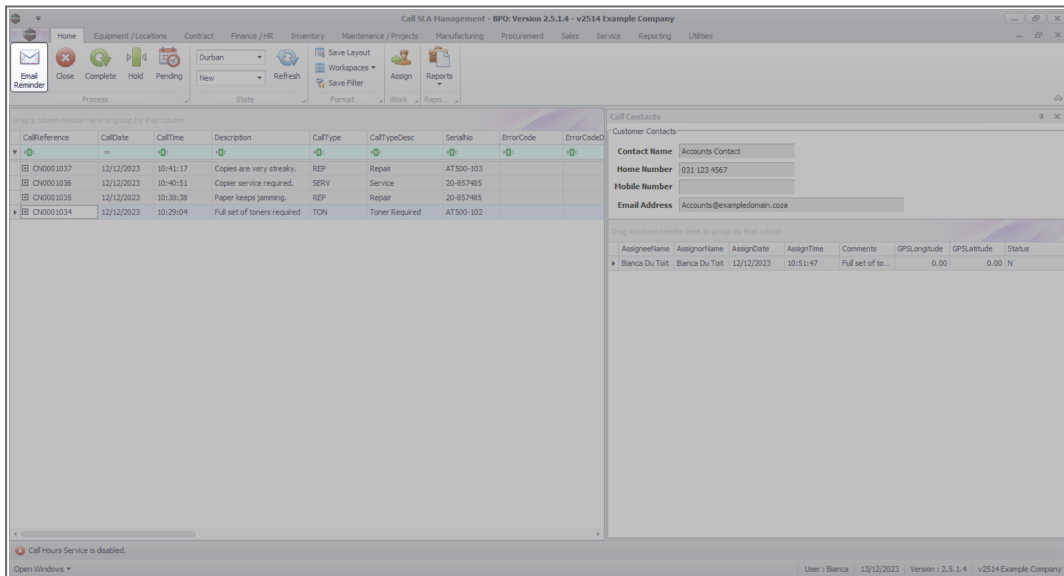 Call SLA Management - BPO: Version 2.5.1.4 - v2514 Example Company
Home Equipment / Locations Contract Finance / HR Inventory Maintenance / Projects Manufacturing Procurement Sales Service Reporting Utilities
Email Reminder Close Complete Hold Pending Durban New Refresh Save Layout Workspaces Save Filter Assign Reports
Process State Format Work Repo...
Drag a column header here to group by that column
CallReference CallDate CallTime Description CallType CallTypeDesc SerialNo ErrorCode ErrorCodeD
CN0001037 12/12/2023 10:41:17 Copies are very streaky. REP Repair AT500-103
CN0001036 12/12/2023 10:40:51 Copier service required. SERV Service 20-857485
CN0001035 12/12/2023 10:38:38 Paper keeps jamming. REP Repair 20-857485
CN0001034 12/12/2023 10:29:04 Full set of toners required TON Toner Required AT500-102
Call Contacts
Customer Contacts
Contact Name Accounts Contact
Home Number 031 123 4567
Mobile Number
Email Address Accounts@exampledomain.coza
Drag a column header here to group by that column
AssigneeName AssignorName AssignDate AssignTime Comments GPSLongitude GPSLatitude Status
Bianca Du Toit Bianca Du Toit 12/12/2023 10:51:47 Full set of to... 0.00 0.00 N
Call Hours Service is disabled.
Open Windows User : Bianca 13/12/2023 Version : 2.5.1.4 v2514 Example Company